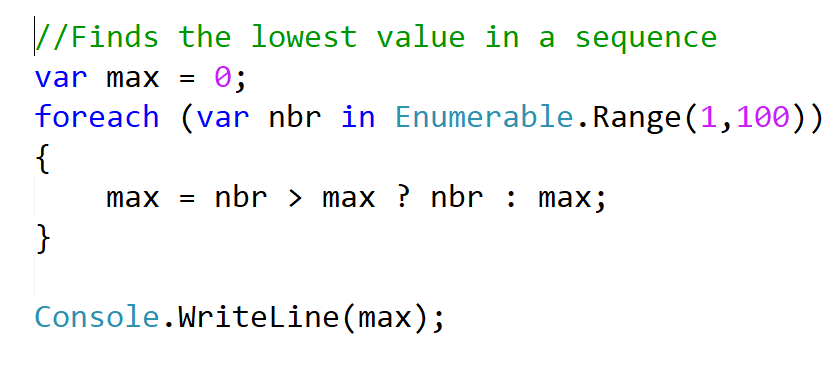 //Finds the lowest value in a sequence
var max = 0;
foreach (var nbr in Enumerable.Range(1,100))
{
    max = nbr > max ? nbr : max;
}

Console.WriteLine(max);